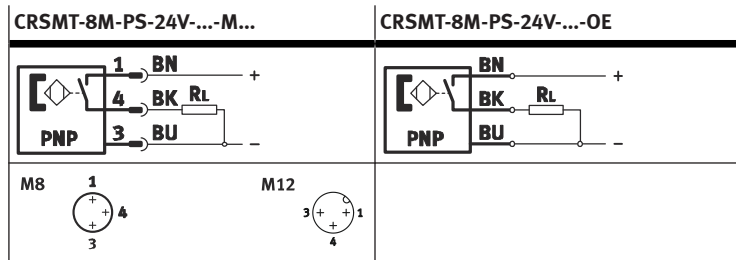 CRSMT-8M-PS-24V-...-M...
CRSMT-8M-PS-24V-...-OE
1 BN +
4 BK RL
PNP 3 BU –
BN +
BK RL
PNP BU –
M8 1
4
3
M12
3 1
4